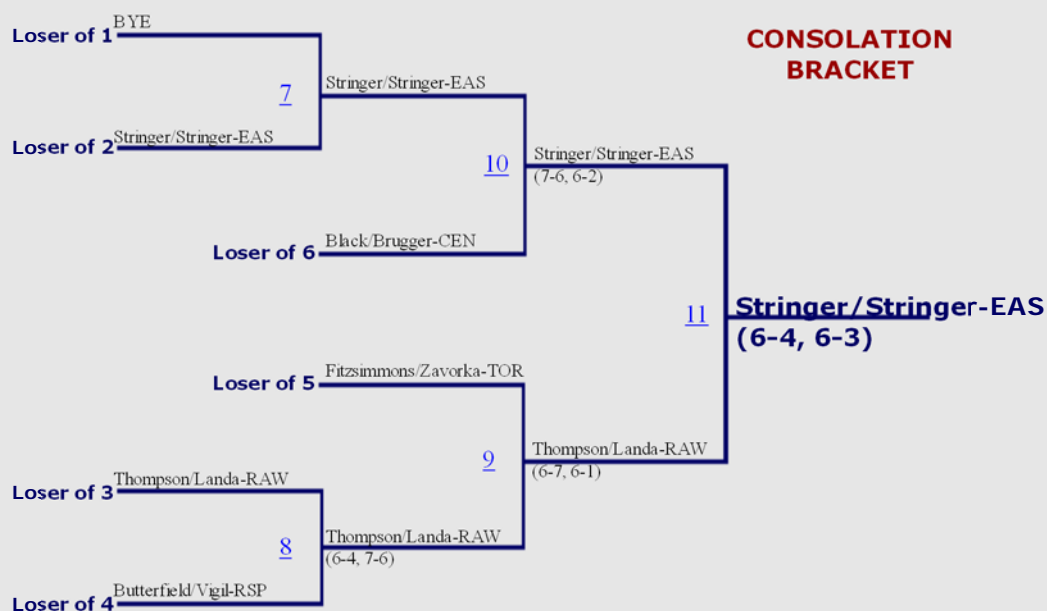 BYE
Loser of 1
CONSOLATION
BRACKET
7
Stringer/Stringer-EAS
Loser of 2
Stringer/Stringer-EAS
10
Stringer/Stringer-EAS
(7-6, 6-2)
Loser of 6
Black/Brugger-CEN
11
Stringer/Stringer-EAS
(6-4, 6-3)
Loser of 5
Fitzsimmons/Zavorka-TOR
9
Thompson/Landa-RAW
(6-7, 6-1)
Loser of 3
Thompson/Landa-RAW
8
Thompson/Landa-RAW
(6-4, 7-6)
Loser of 4
Butterfield/Vigil-RSP